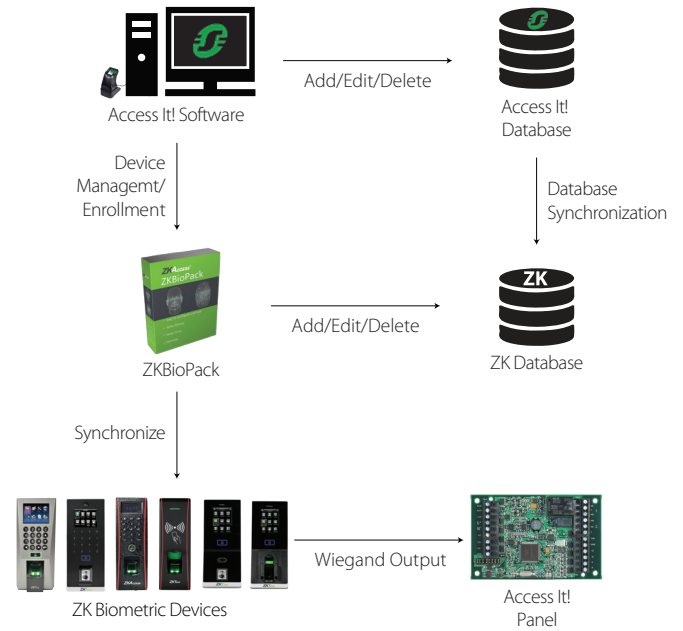 Add/Edit/Delete
Access It! Software
Access It!
Database
Device
Managemt/
Enrollment
Database
Synchronization
ZKAccess
ZKBioPack
ZK
Add/Edit/Delete
ZKBioPack
ZK Database
Synchronize
Wiegand Output
ZK Biometric Devices
Access It!
Panel